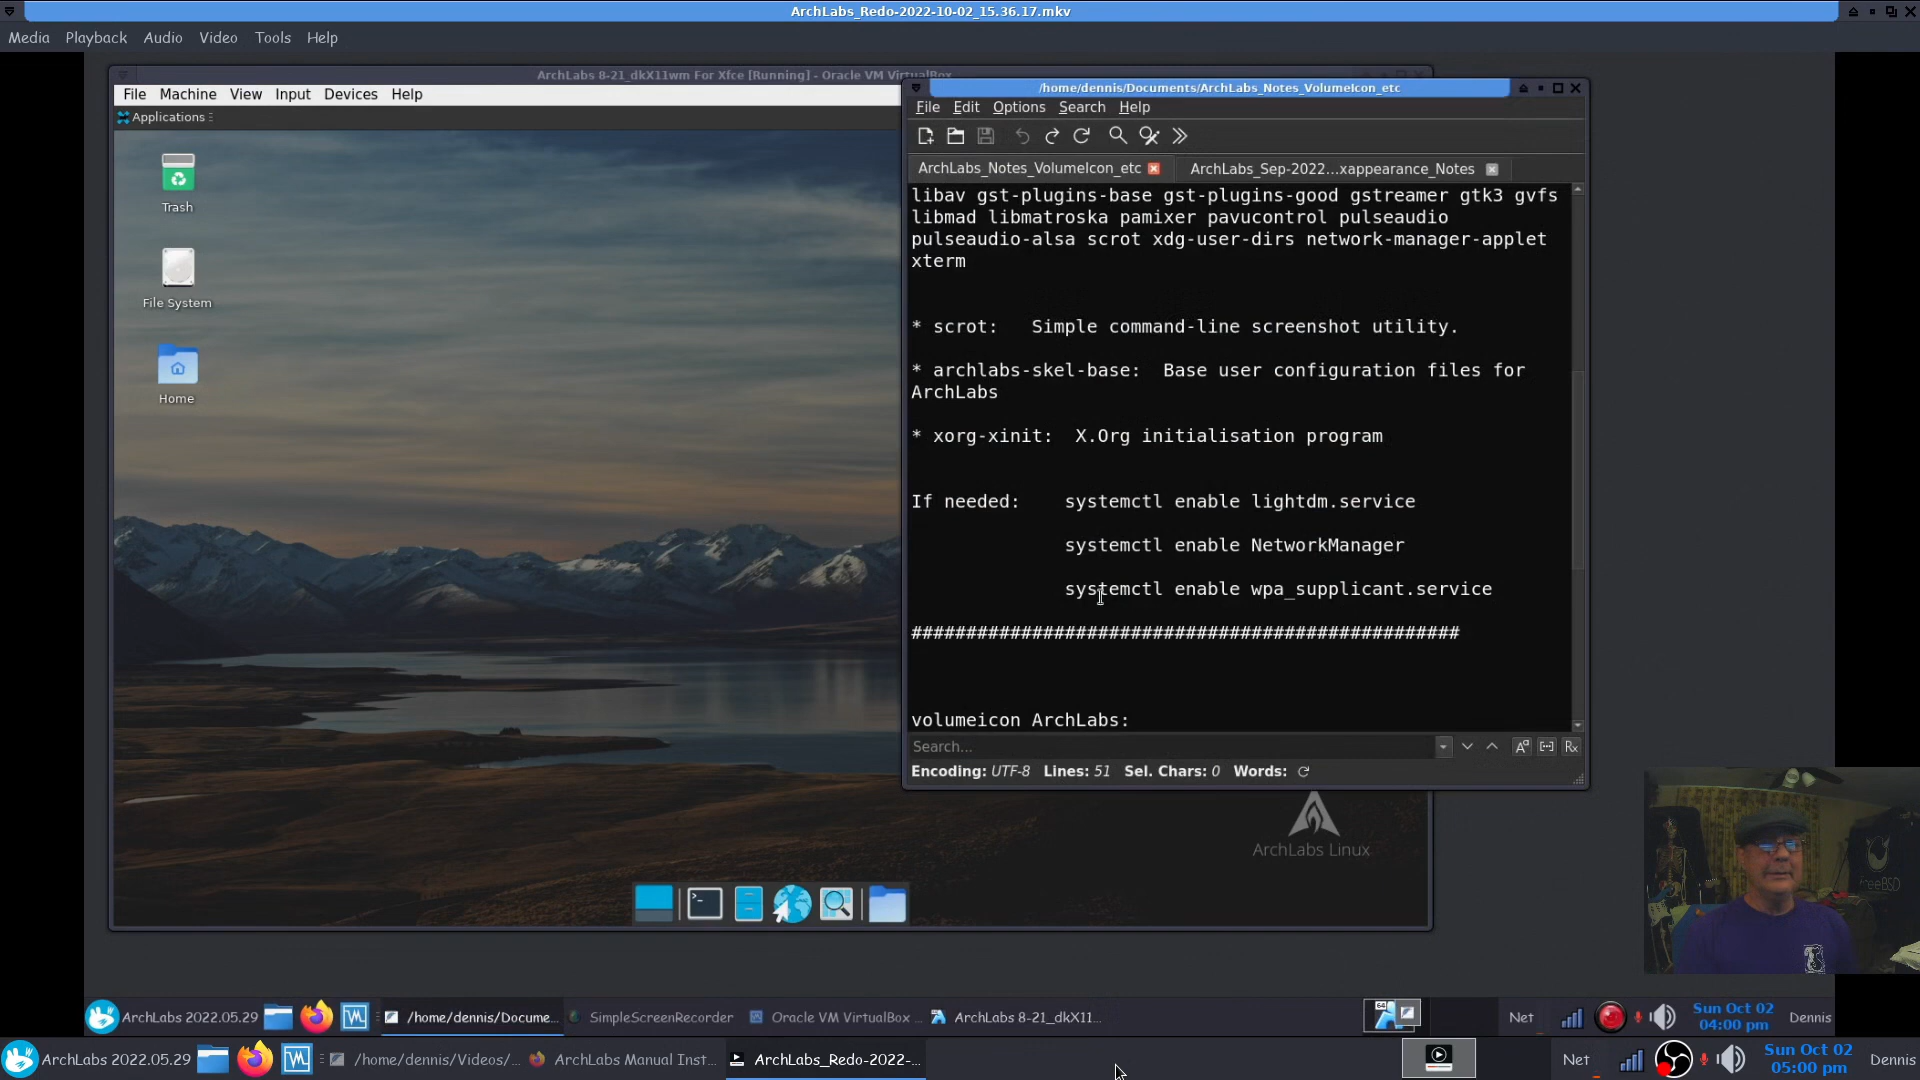 ArchLabs_Redo-2022-10-02_15.36.17.mkv
Media Playback Audio Video Tools Help
ArchLabs 8-21_dkX11wm For Xfce [Running] - Oracle VM VirtualBox
File Machine View Input Devices Help
Applications
Trash
File System
Home
ArchLabs Linux
/home/dennis/Documents/ArchLabs_Notes_VolumeIcon_etc
File Edit Options Search Help
ArchLabs_Notes_VolumeIcon_etc ArchLabs_Sep-2022...xappearance_Notes
libav gst-plugins-base gst-plugins-good gstreamer gtk3 gvfs
libmad libmatroska pamixer pavucontrol pulseaudio
pulseaudio-alsa scrot xdg-user-dirs network-manager-applet
xterm
* scrot: Simple command-line screenshot utility.
* archlabs-skel-base: Base user configuration files for
ArchLabs
* xorg-xinit: X.Org initialisation program
If needed: systemctl enable lightdm.service
systemctl enable NetworkManager
systemctl enable wpa_supplicant.service
##################################################
volumeicon ArchLabs:
Search...
Encoding: UTF-8 Lines: 51 Sel. Chars: 0 Words:
FreeBSD
ArchLabs 2022.05.29 /home/dennis/Docume... SimpleScreenRecorder Oracle VM VirtualBox ... ArchLabs 8-21_dkX11... 64 Net Sun Oct 02 Dennis
04:00 pm
ArchLabs 2022.05.29 /home/dennis/Videos/... ArchLabs Manual Inst... ArchLabs_Redo-2022-... Net Sun Oct 02 Dennis
05:00 pm